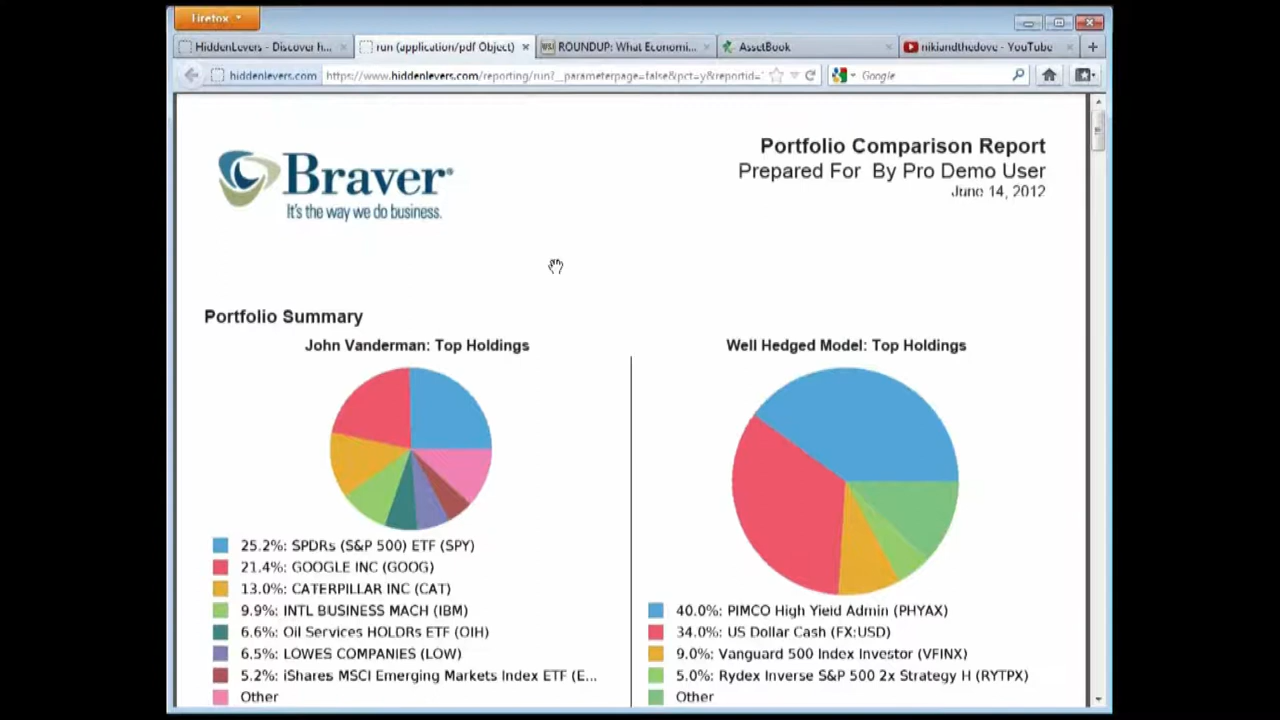 Firefox
HiddenLevers - Discover h...
run (application/pdf Object)
ROUNDUP: What Economi...
AssetBook
nikiandthedove - YouTube
hiddenlevers.com
https://www.hiddenlevers.com/reporting/run?__parameterpage=false&pct=y&reportid=
Google
Braver®
It's the way we do business.
Portfolio Comparison Report
Prepared For By Pro Demo User
June 14, 2012
Portfolio Summary
John Vanderman: Top Holdings
25.2%: SPDRs (S&P 500) ETF (SPY)
21.4%: GOOGLE INC (GOOG)
13.0%: CATERPILLAR INC (CAT)
9.9%: INTL BUSINESS MACH (IBM)
6.6%: Oil Services HOLDRs ETF (OIH)
6.5%: LOWES COMPANIES (LOW)
5.2%: iShares MSCI Emerging Markets Index ETF (E...
Other
Well Hedged Model: Top Holdings
40.0%: PIMCO High Yield Admin (PHYAX)
34.0%: US Dollar Cash (FX:USD)
9.0%: Vanguard 500 Index Investor (VFINX)
5.0%: Rydex Inverse S&P 500 2x Strategy H (RYTPX)
Other